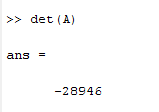 >> det(A)
ans =
-28946